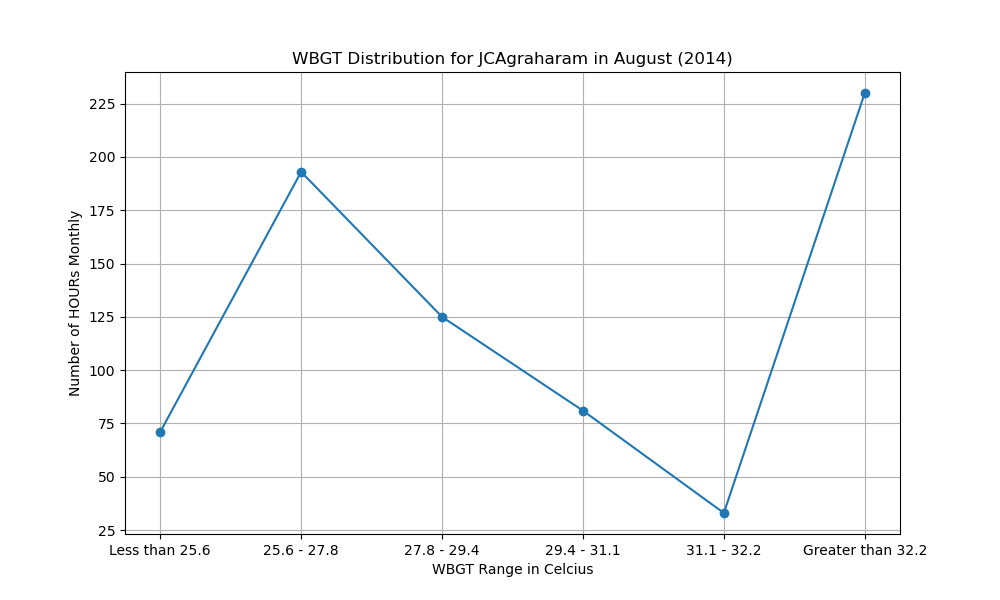 WBGT Distribution for JCAgraharam in August (2014)
Number of HOURs Monthly
225
200
175
150
125
100
75
50
25
Less than 25.6
25.6 - 27.8
27.8 - 29.4
29.4 - 31.1
31.1 - 32.2
Greater than 32.2
WBGT Range in Celcius